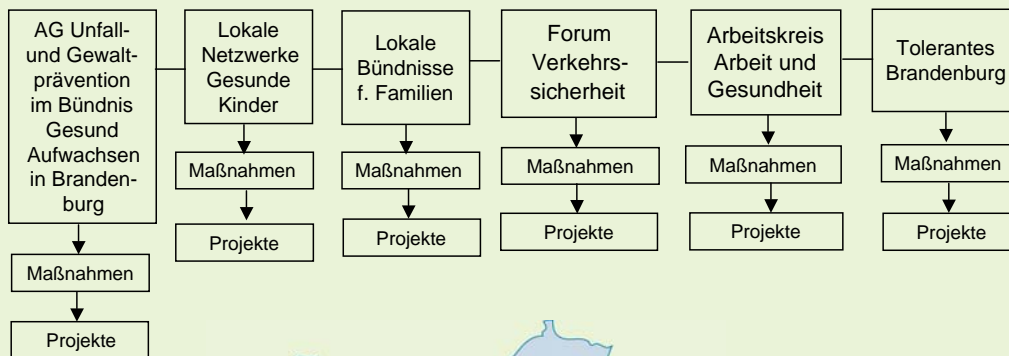 AG Unfall-
und Gewalt-
prävention
im Bündnis
Gesund
Aufwachsen
in Branden-
burg
Maßnahmen
Projekte
Lokale
Netzwerke
Gesunde
Kinder
Maßnahmen
Projekte
Lokale
Bündnisse
f. Familien
Maßnahmen
Projekte
Forum
Verkehrs-
sicherheit
Maßnahmen
Projekte
Arbeitskreis
Arbeit und
Gesundheit
Maßnahmen
Projekte
Tolerantes
Brandenburg
Maßnahmen
Projekte